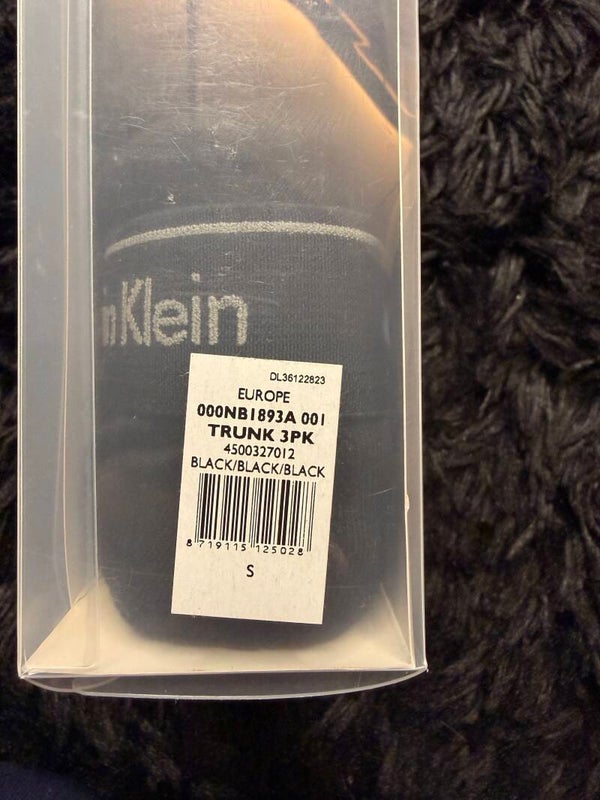 n Klein
DL36122823
EUROPE
000NB1893A 001
TRUNK 3PK
4500327012
BLACK/BLACK/BLACK
8 719115 125028
S